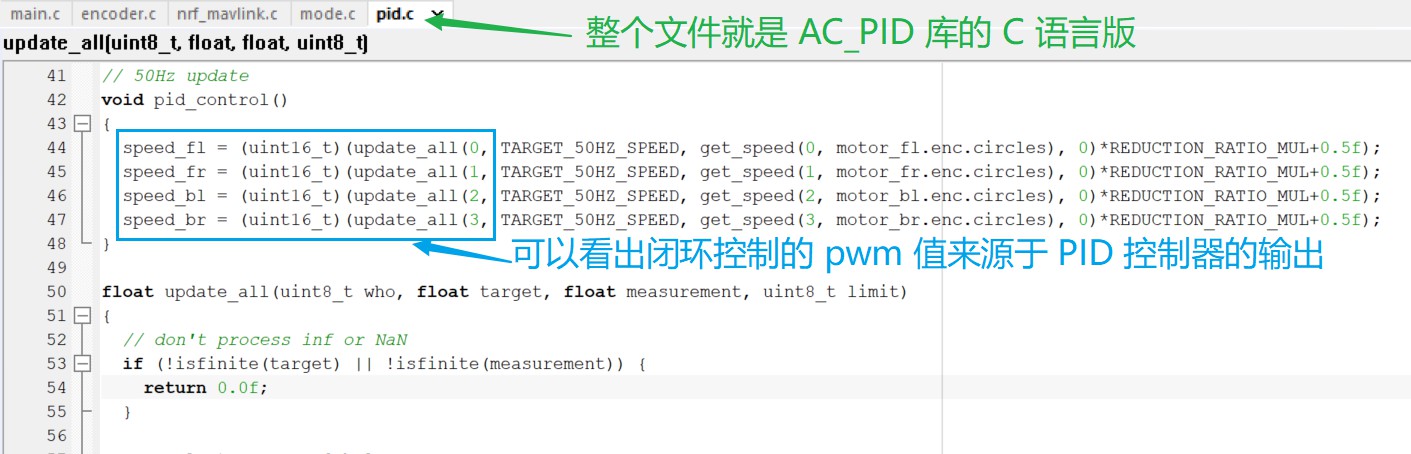 main.c encoder.c nrf_mavlink.c mode.c pid.c
整个文件就是 AC_PID 库的 C 语言版
update_all(uint8_t, float, float, uint8_t)
41 // 50Hz update
42 void pid_control()
43 {
44 speed_fl = (uint16_t)(update_all(0, TARGET_50HZ_SPEED, get_speed(0, motor_fl.enc.circles), 0)*REDUCTION_RATIO_MUL+0.5f);
45 speed_fr = (uint16_t)(update_all(1, TARGET_50HZ_SPEED, get_speed(1, motor_fr.enc.circles), 0)*REDUCTION_RATIO_MUL+0.5f);
46 speed_bl = (uint16_t)(update_all(2, TARGET_50HZ_SPEED, get_speed(2, motor_bl.enc.circles), 0)*REDUCTION_RATIO_MUL+0.5f);
47 speed_br = (uint16_t)(update_all(3, TARGET_50HZ_SPEED, get_speed(3, motor_br.enc.circles), 0)*REDUCTION_RATIO_MUL+0.5f);
48 }
可以看出闭环控制的 pwm 值来源于 PID 控制器的输出
49
50 float update_all(uint8_t who, float target, float measurement, uint8_t limit)
51 {
52 // don't process inf or NaN
53 if (!isfinite(target) || !isfinite(measurement)) {
54 return 0.0f;
55 }
56